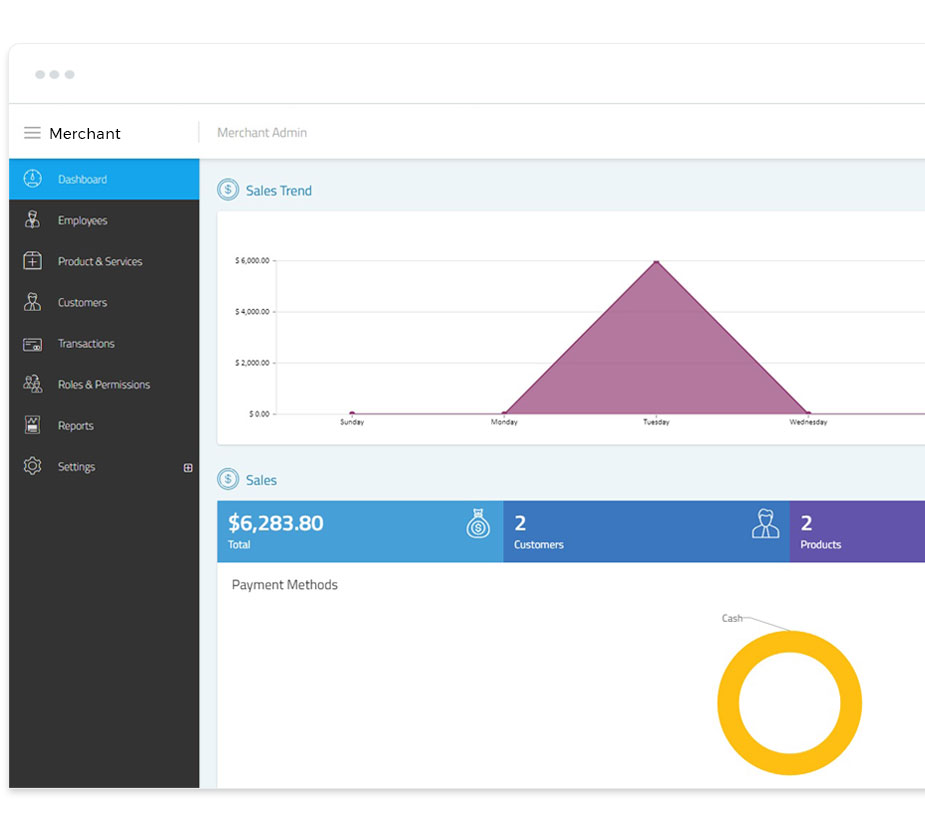 Merchant
Merchant Admin
Dashboard
Employees
Product & Services
Customers
Transactions
Roles & Permissions
Reports
Settings
Sales Trend
$ 6,000.00
$ 4,000.00
$ 2,000.00
$ 0.00
Sunday Monday Tuesday Wednesday
Sales
$6,283.80
Total
2
Customers
2
Products
Payment Methods
Cash